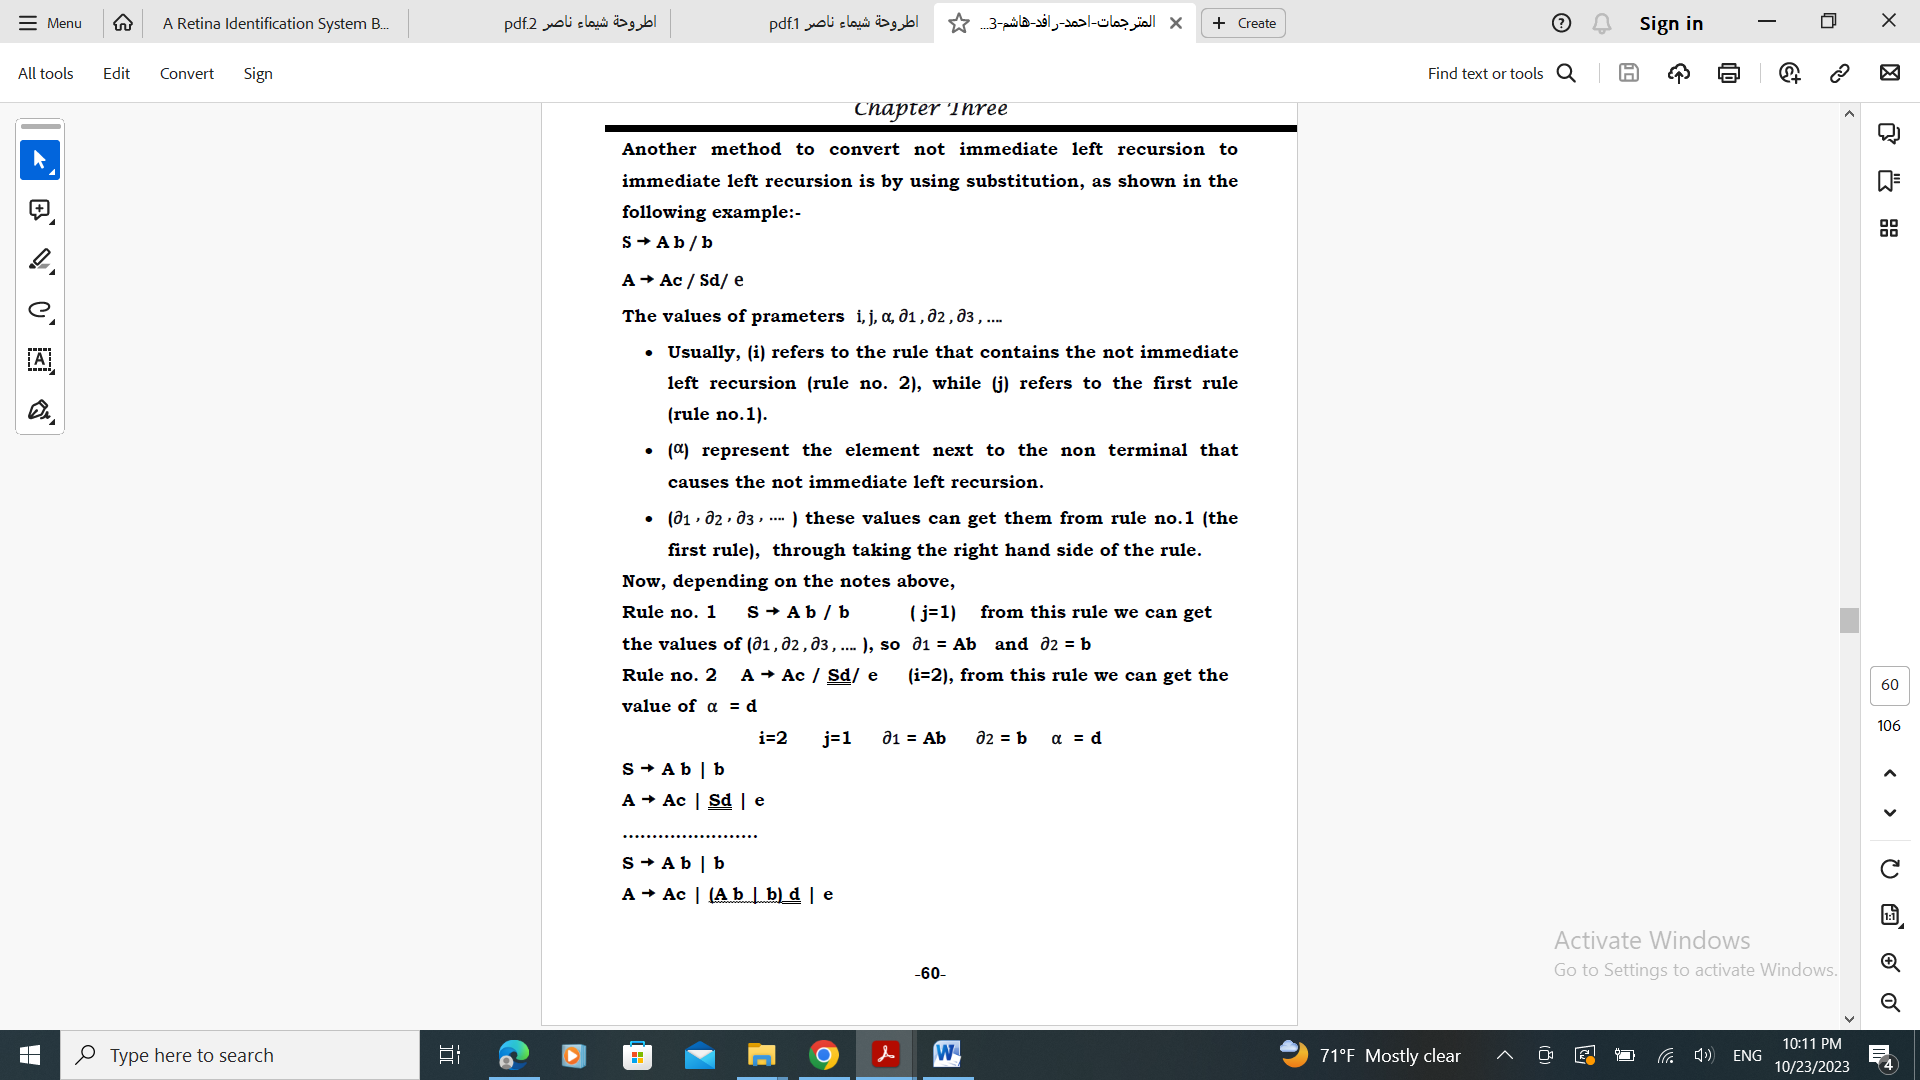 Menu
A Retina Identification System B...
اطروحة شيماء ناصر 2.pdf
اطروحة شيماء ناصر 1.pdf
المترجمات-احمد-رافد-هاشم-3...
Create
Sign in
All tools
Edit
Convert
Sign
Find text or tools
Chapter Three
Another method to convert not immediate left recursion to
immediate left recursion is by using substitution, as shown in the
following example:-
S → A b / b
A → Ac / Sd/ e
The values of prameters i, j, α, ∂1 , ∂2 , ∂3 , ....
• Usually, (i) refers to the rule that contains the not immediate
left recursion (rule no. 2), while (j) refers to the first rule
(rule no.1).
• (α) represent the element next to the non terminal that
causes the not immediate left recursion.
• (∂1 , ∂2 , ∂3 , .... ) these values can get them from rule no.1 (the
first rule), through taking the right hand side of the rule.
Now, depending on the notes above,
Rule no. 1 S → A b / b ( j=1) from this rule we can get
the values of (∂1 , ∂2 , ∂3 , .... ), so ∂1 = Ab and ∂2 = b
Rule no. 2 A → Ac / Sd/ e (i=2), from this rule we can get the
value of α = d
i=2 j=1 ∂1 = Ab ∂2 = b α = d
S → A b | b
A → Ac | Sd | e
.......................
S → A b | b
A → Ac | (A b | b) d | e
-60-
60
106
1:1
Activate Windows
Go to Settings to activate Windows.
Type here to search
71°F Mostly clear
ENG
10:11 PM
10/23/2023
4